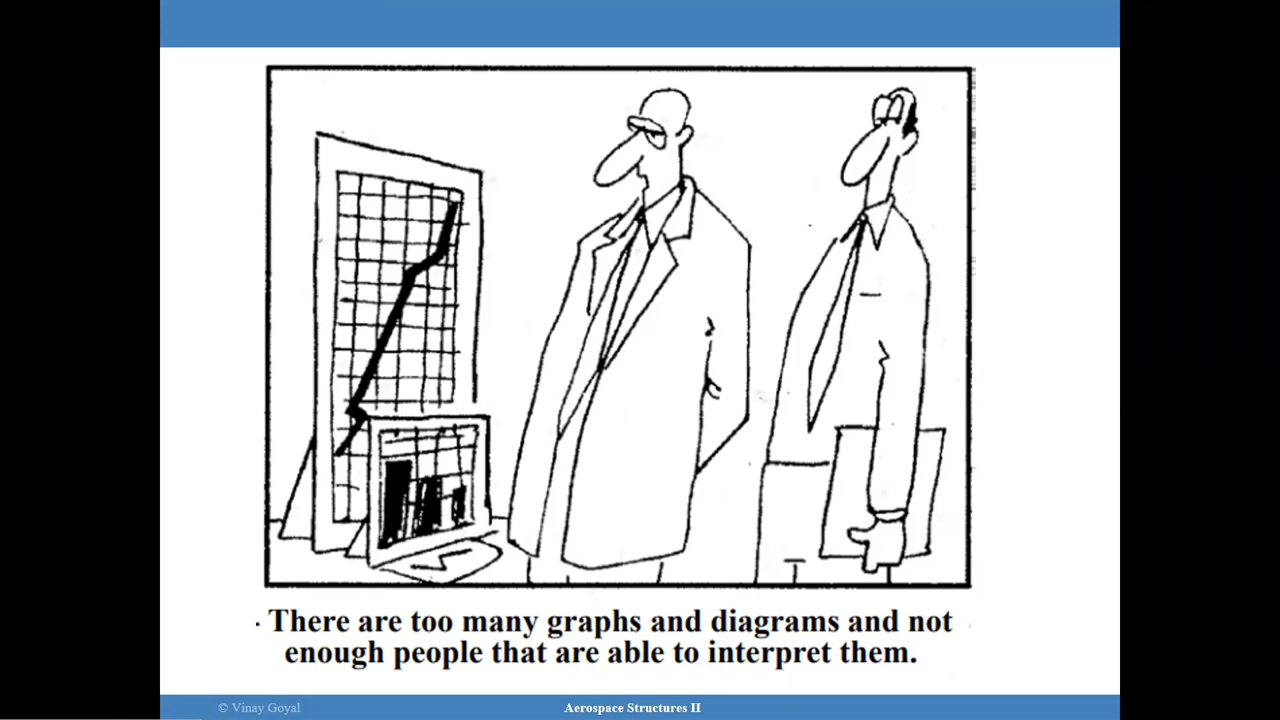 There are too many graphs and diagrams and not
enough people that are able to interpret them.
© Vinay Goyal
Aerospace Structures II